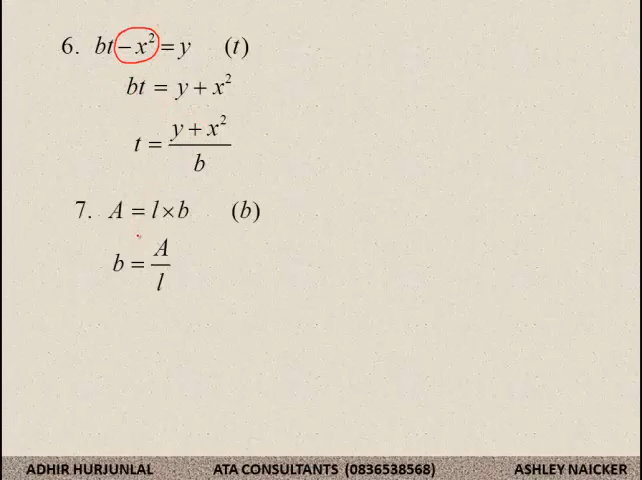 6. bt − x² = y (t)
bt = y + x²
t = (y + x²)/b
7. A = l × b (b)
b = A/l
ADHIR HURJUNLAL ATA CONSULTANTS (0836538568) ASHLEY NAICKER